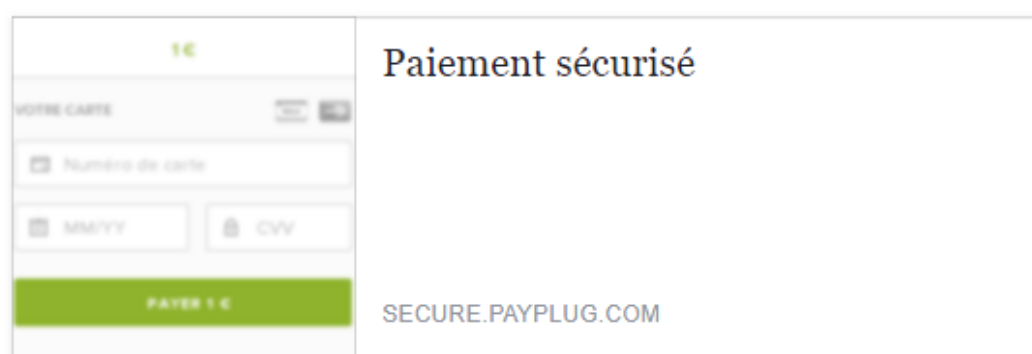 1 €
Paiement sécurisé
VOTRE CARTE
Numéro de carte
MM/YY
CVV
PAYER 1 €
SECURE.PAYPLUG.COM